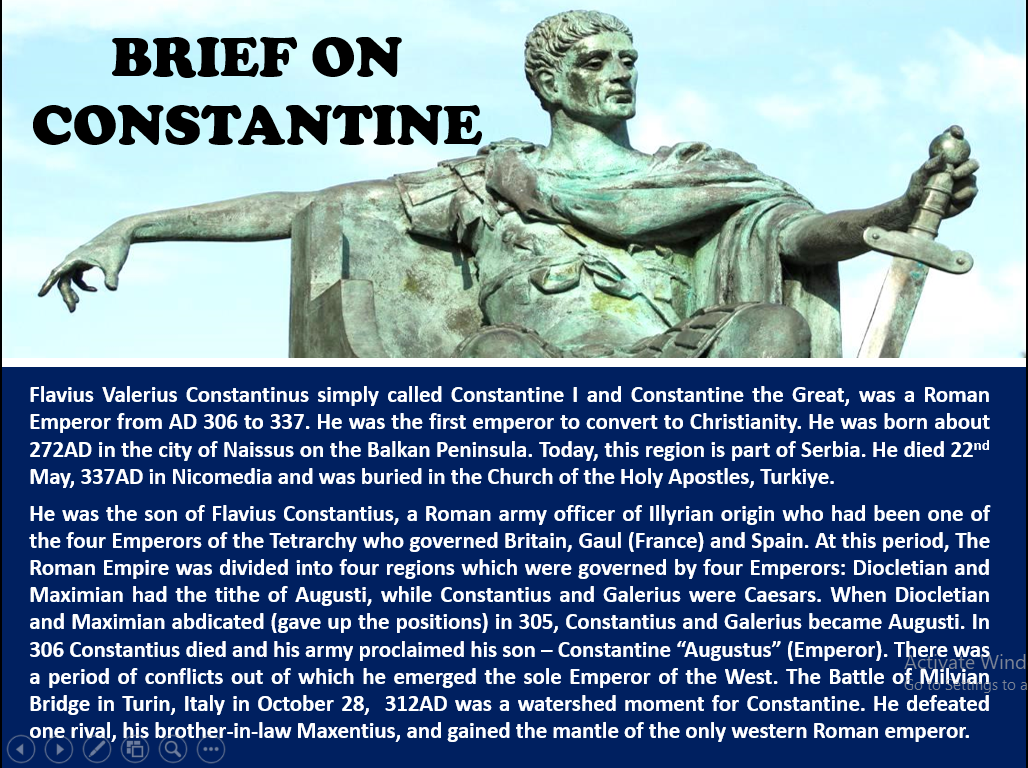 BRIEF ON
CONSTANTINE
Flavius Valerius Constantinus simply called Constantine I and Constantine the Great, was a Roman
Emperor from AD 306 to 337. He was the first emperor to convert to Christianity. He was born about
272AD in the city of Naissus on the Balkan Peninsula. Today, this region is part of Serbia. He died 22nd
May, 337AD in Nicomedia and was buried in the Church of the Holy Apostles, Turkiye.
He was the son of Flavius Constantius, a Roman army officer of Illyrian origin who had been one of
the four Emperors of the Tetrarchy who governed Britain, Gaul (France) and Spain. At this period, The
Roman Empire was divided into four regions which were governed by four Emperors: Diocletian and
Maximian had the tithe of Augusti, while Constantius and Galerius were Caesars. When Diocletian
and Maximian abdicated (gave up the positions) in 305, Constantius and Galerius became Augusti. In
306 Constantius died and his army proclaimed his son – Constantine “Augustus” (Emperor). There was
a period of conflicts out of which he emerged the sole Emperor of the West. The Battle of Milvian
Bridge in Turin, Italy in October 28, 312AD was a watershed moment for Constantine. He defeated
one rival, his brother-in-law Maxentius, and gained the mantle of the only western Roman emperor.
Activate Wind
Go to Settings to a